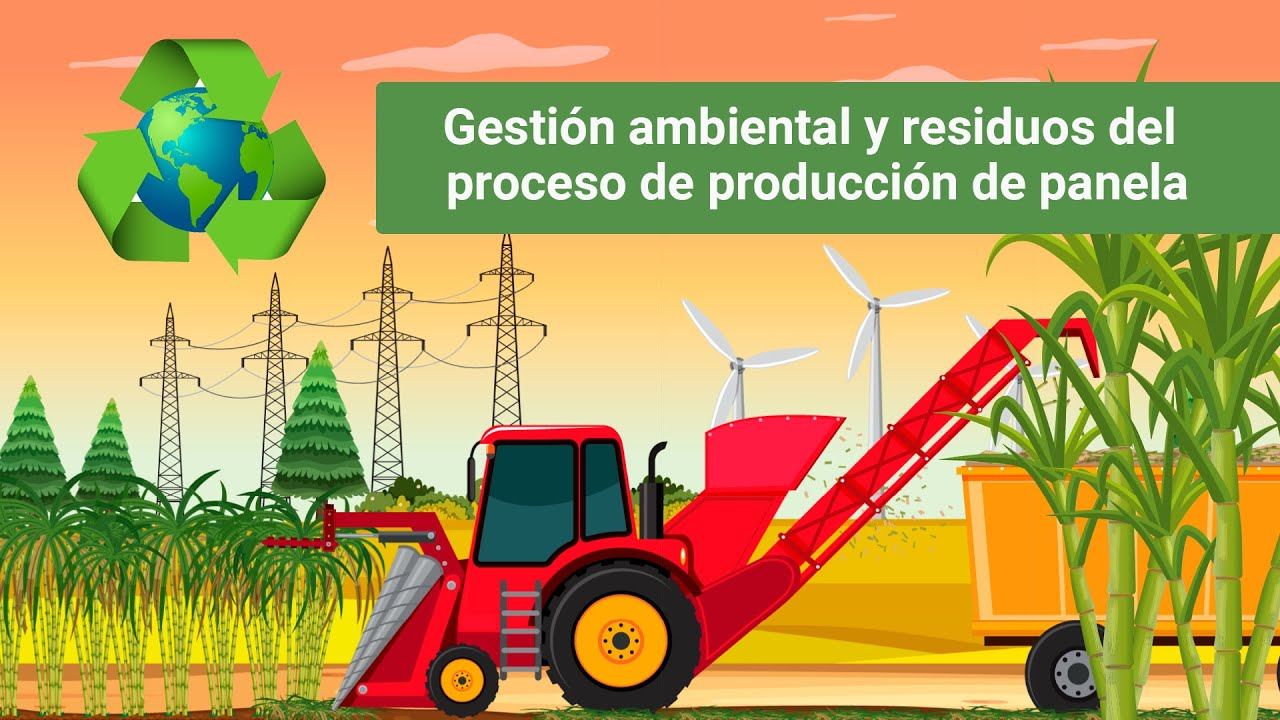 Gestión ambiental y residuos del
proceso de producción de panela